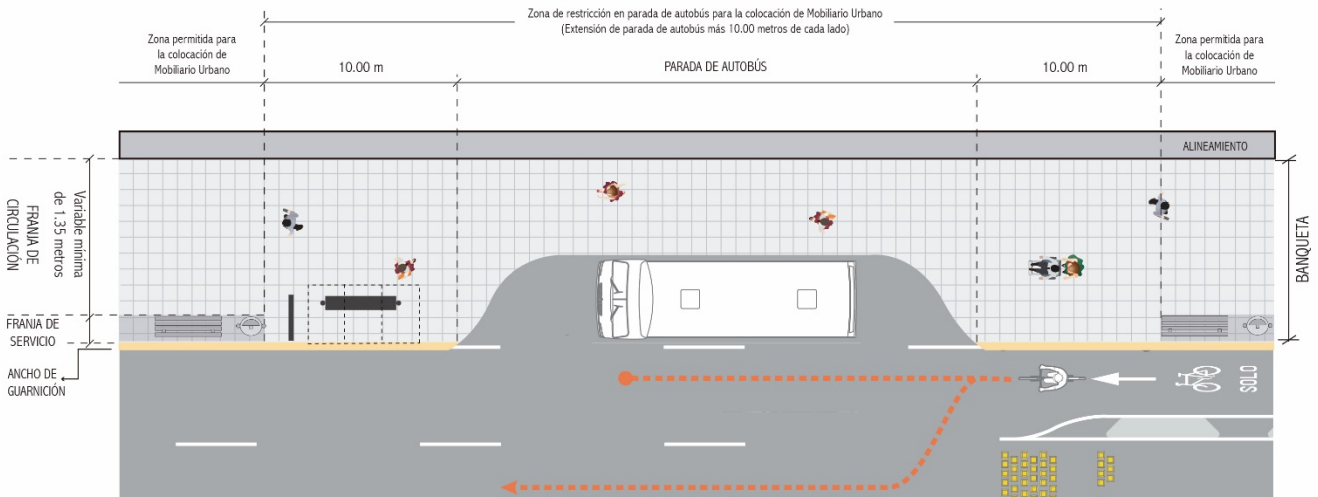 Zona de restricción en parada de autobús para la colocación de Mobiliario Urbano
(Extensión de parada de autobús más 10.00 metros de cada lado)
Zona permitida para
la colocación de
Mobiliario Urbano
10.00 m
PARADA DE AUTOBÚS
10.00 m
Zona permitida para
la colocación de
Mobiliario Urbano
ALINEAMIENTO
FRANJA DE
CIRCULACIÓN
Variable mínima
de 1.35 metros
BANQUETA
FRANJA DE
SERVICIO
ANCHO DE
GUARNICIÓN
SOLO